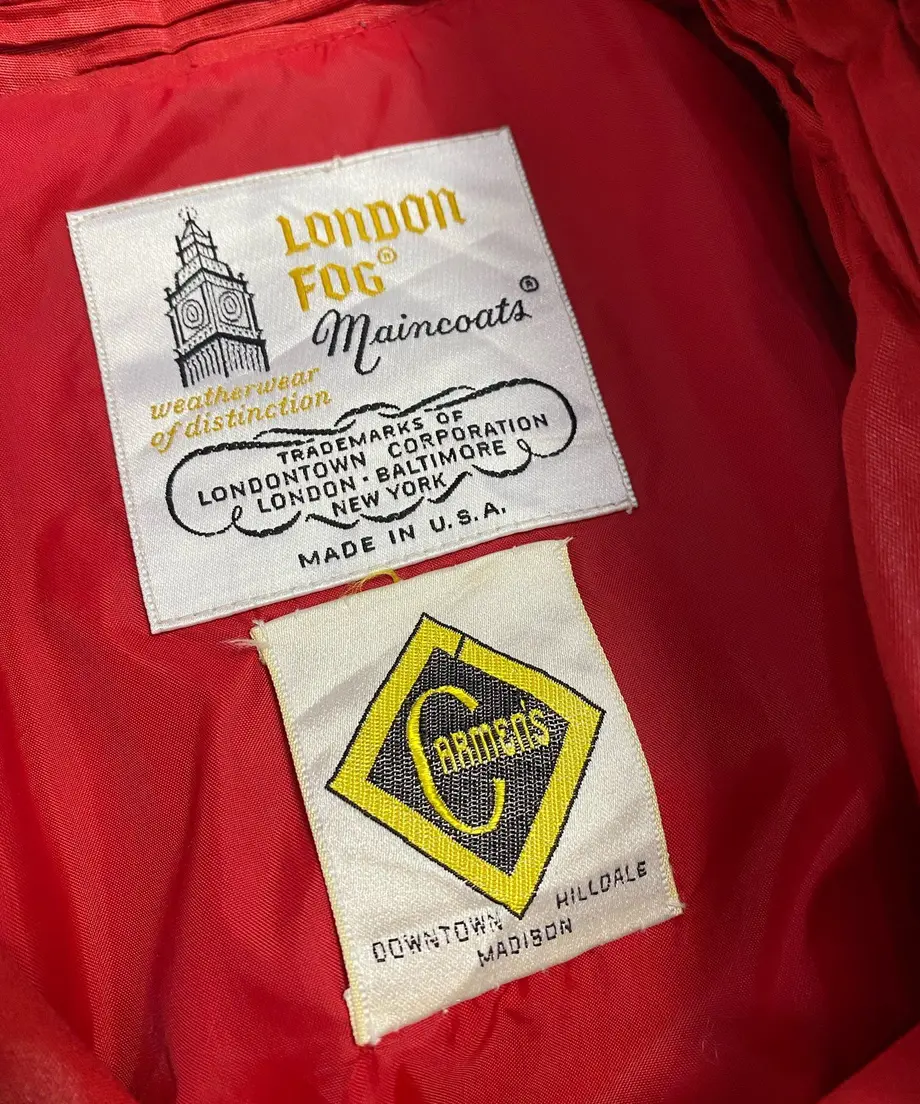 LONDON
FOG®
Maincoats®
weatherwear
of distinction
TRADEMARKS OF
LONDONTOWN CORPORATION
LONDON · BALTIMORE
NEW YORK
MADE IN U.S.A.
CARMEN'S
DOWNTOWN HILLDALE
MADISON